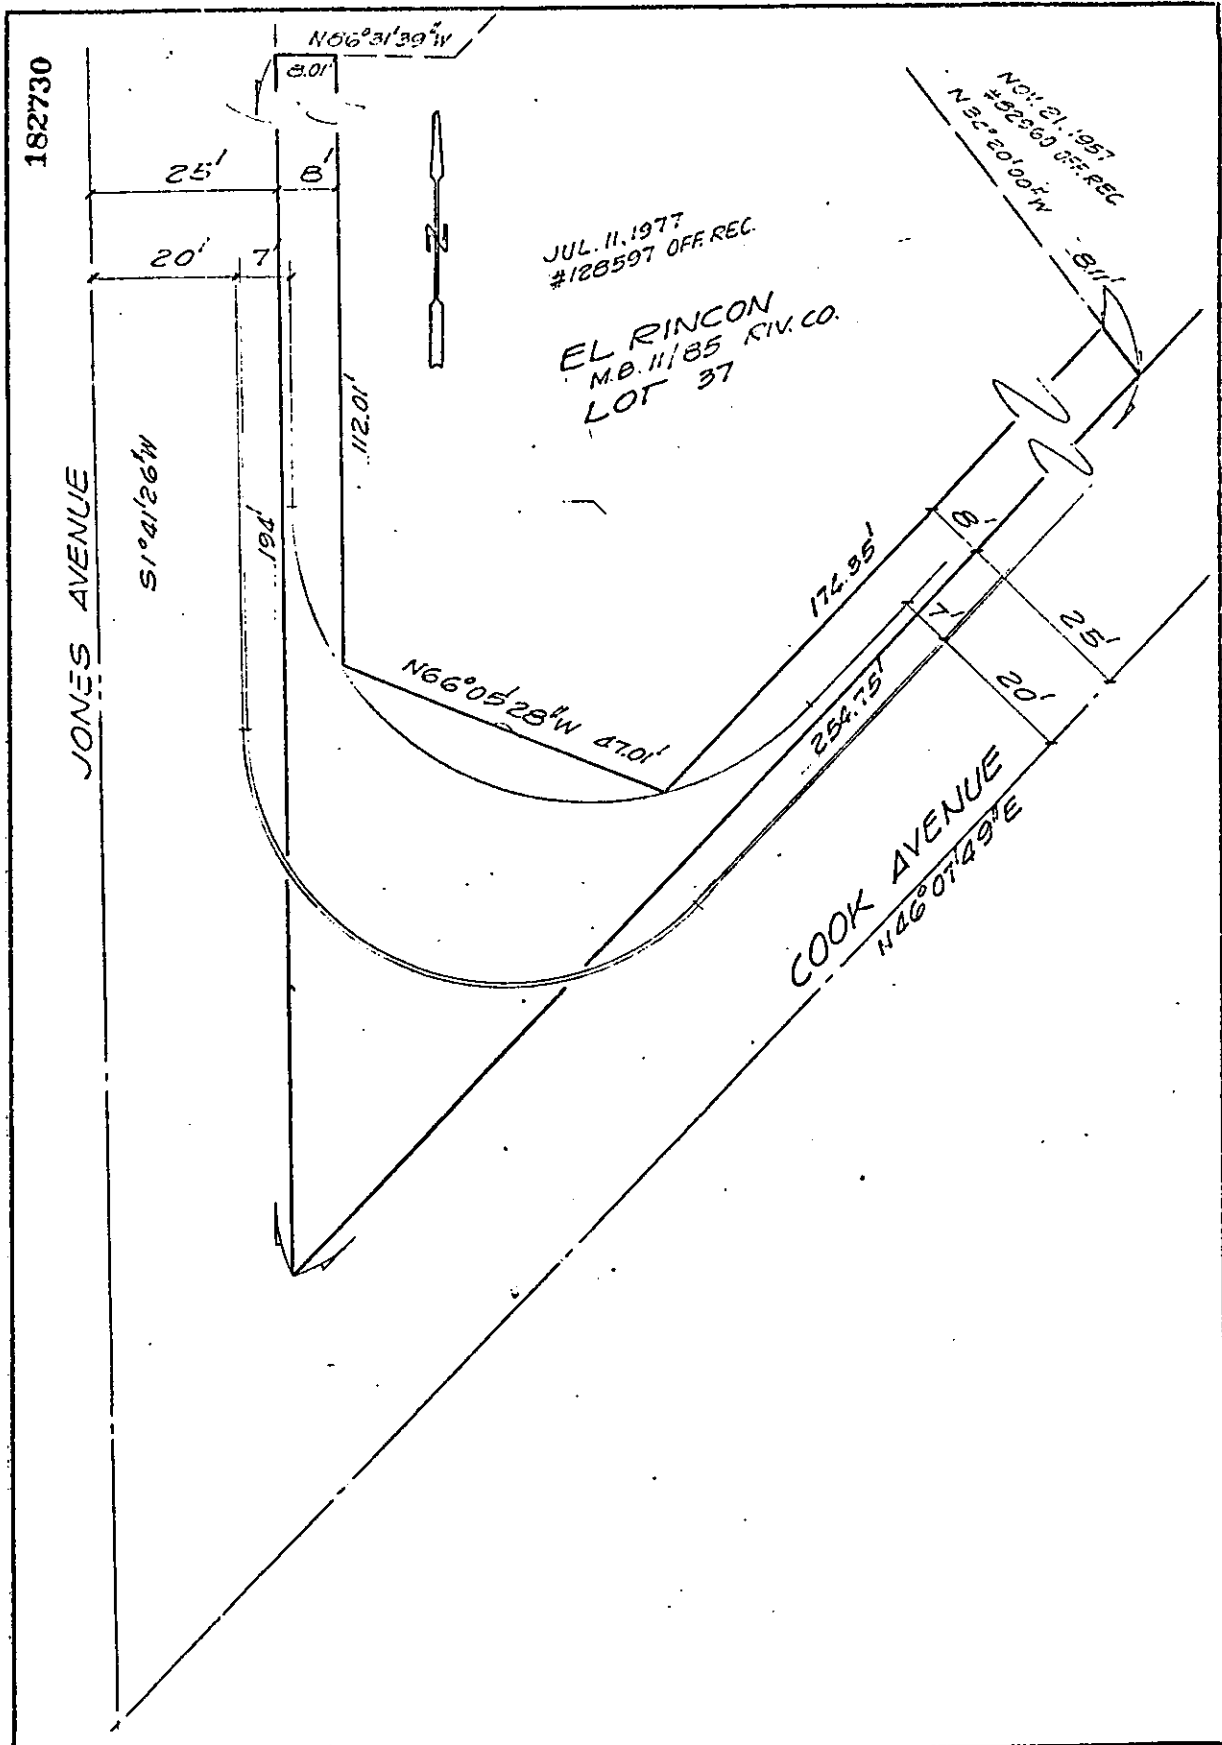 182730
N86°31'39"W
8.01'
25'
8'
20'
7'
N
NOV. 21, 1957
OFF. REC.
N 34°20'00" W
8.11'
JUL. 11, 1977
#128597 OFF. REC.
EL RINCON
M.B. 11/85 RIV. CO.
LOT 37
112.01'
S1°41'26"W
194'
JONES AVENUE
N66°05'28"W 47.01'
174.35'
8'
7'
25'
20'
254.75'
COOK AVENUE
N46°07'49"E